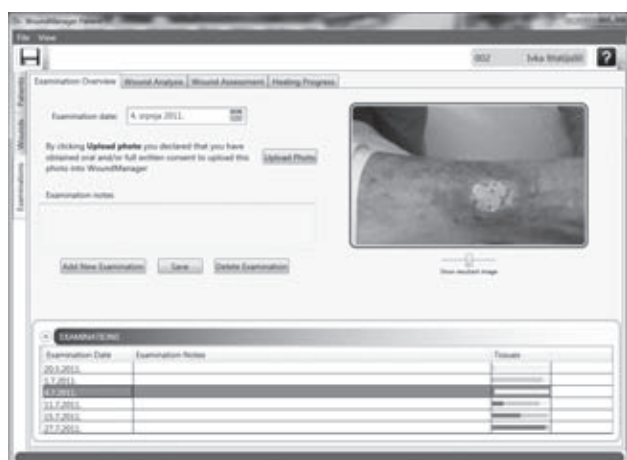 WoundManager
File View
002 Ivka
Patients
Wounds
Examinations
Examination Overview Wound Analysis Wound Assessment Healing Progress
Examination date: 4. srpnja 2011.
By clicking Upload photo you declared that you have
obtained oral and/or full written consent to upload this
photo into WoundManager
Upload Photo
Examination notes
Show resulted image
Add New Examination Save Delete Examination
EXAMINATIONS
Examination Date Examination Notes Tissues
20.5.2011.
1.7.2011.
4.7.2011.
11.7.2011.
15.7.2011.
27.7.2011.